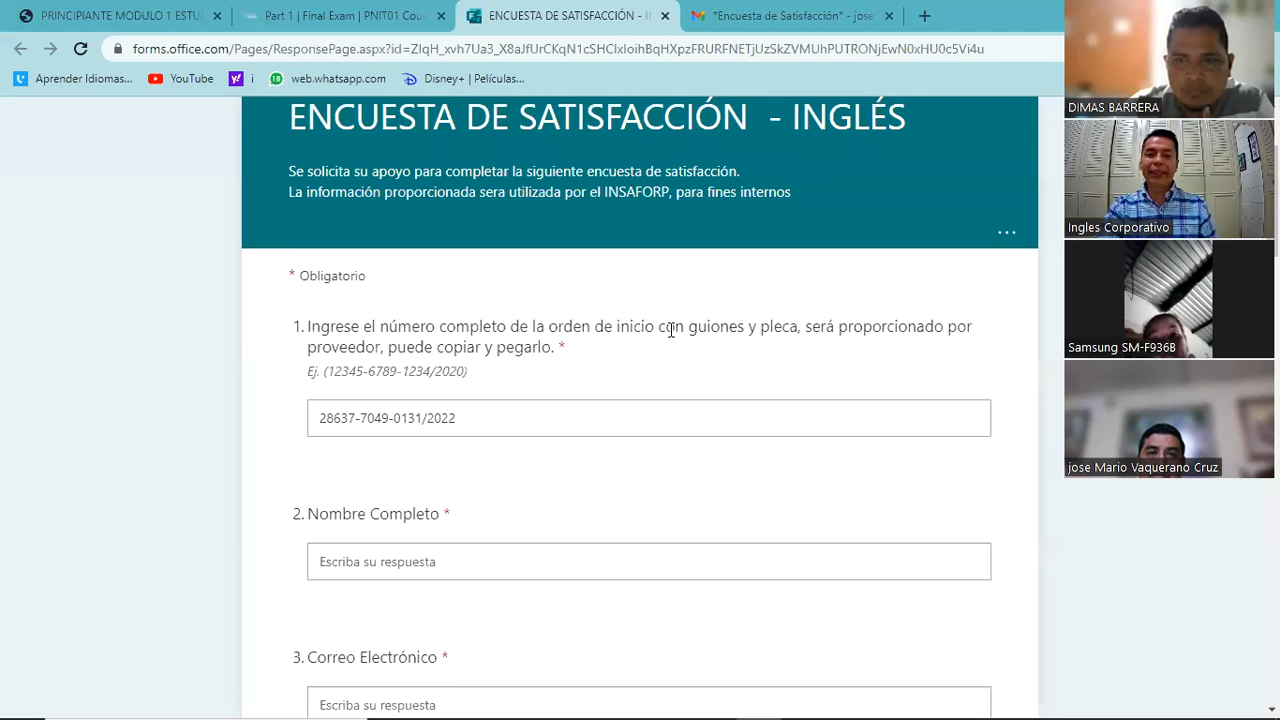 PRINCIPIANTE MODULO 1 ESTU
Part 1 | Final Exam | PNIT01 Cour
ENCUESTA DE SATISFACCIÓN - IN
*Encuesta de Satisfacción* - jose
forms.office.com/Pages/ResponsePage.aspx?id=ZIqH_xvh7Ua3_X8aJfUrCKqN1cSHCIxIoihBqHXpzFRURFNETjUzSkZVMUhPUTRONjEwN0xHU0c5Vi4u
Aprender Idiomas...
YouTube
i
web.whatsapp.com
Disney+ | Películas,...
ENCUESTA DE SATISFACCIÓN - INGLÉS
Se solicita su apoyo para completar la siguiente encuesta de satisfacción.
La información proporcionada sera utilizada por el INSAFORP, para fines internos
* Obligatorio
1. Ingrese el número completo de la orden de inicio con guiones y pleca, será proporcionado por
proveedor, puede copiar y pegarlo. *
Ej. (12345-6789-1234/2020)
28637-7049-0131/2022
2. Nombre Completo *
Escriba su respuesta
3. Correo Electrónico *
Escriba su respuesta
DIMAS BARRERA
Ingles Corporativo
Samsung SM-F936B
jose Mario Vaquerano Cruz